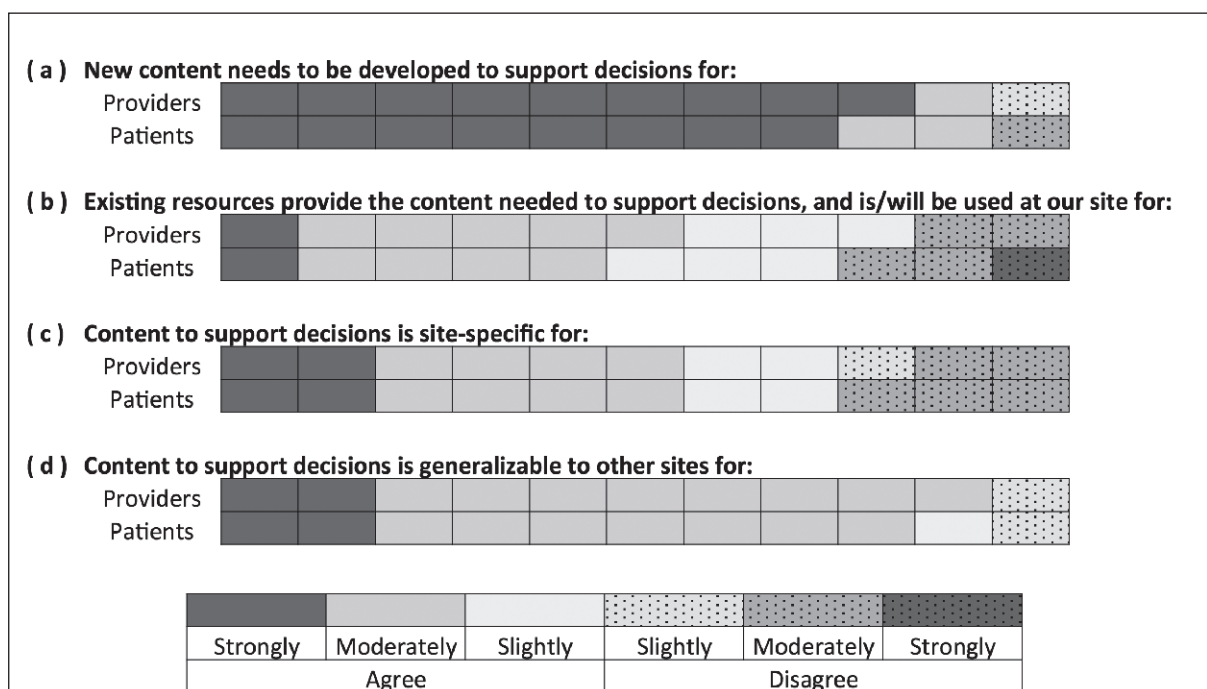 ( a ) New content needs to be developed to support decisions for:
Providers
Patients
( b ) Existing resources provide the content needed to support decisions, and is/will be used at our site for:
Providers
Patients
( c ) Content to support decisions is site-specific for:
Providers
Patients
( d ) Content to support decisions is generalizable to other sites for:
Providers
Patients
Strongly Moderately Slightly Slightly Moderately Strongly
Agree Disagree